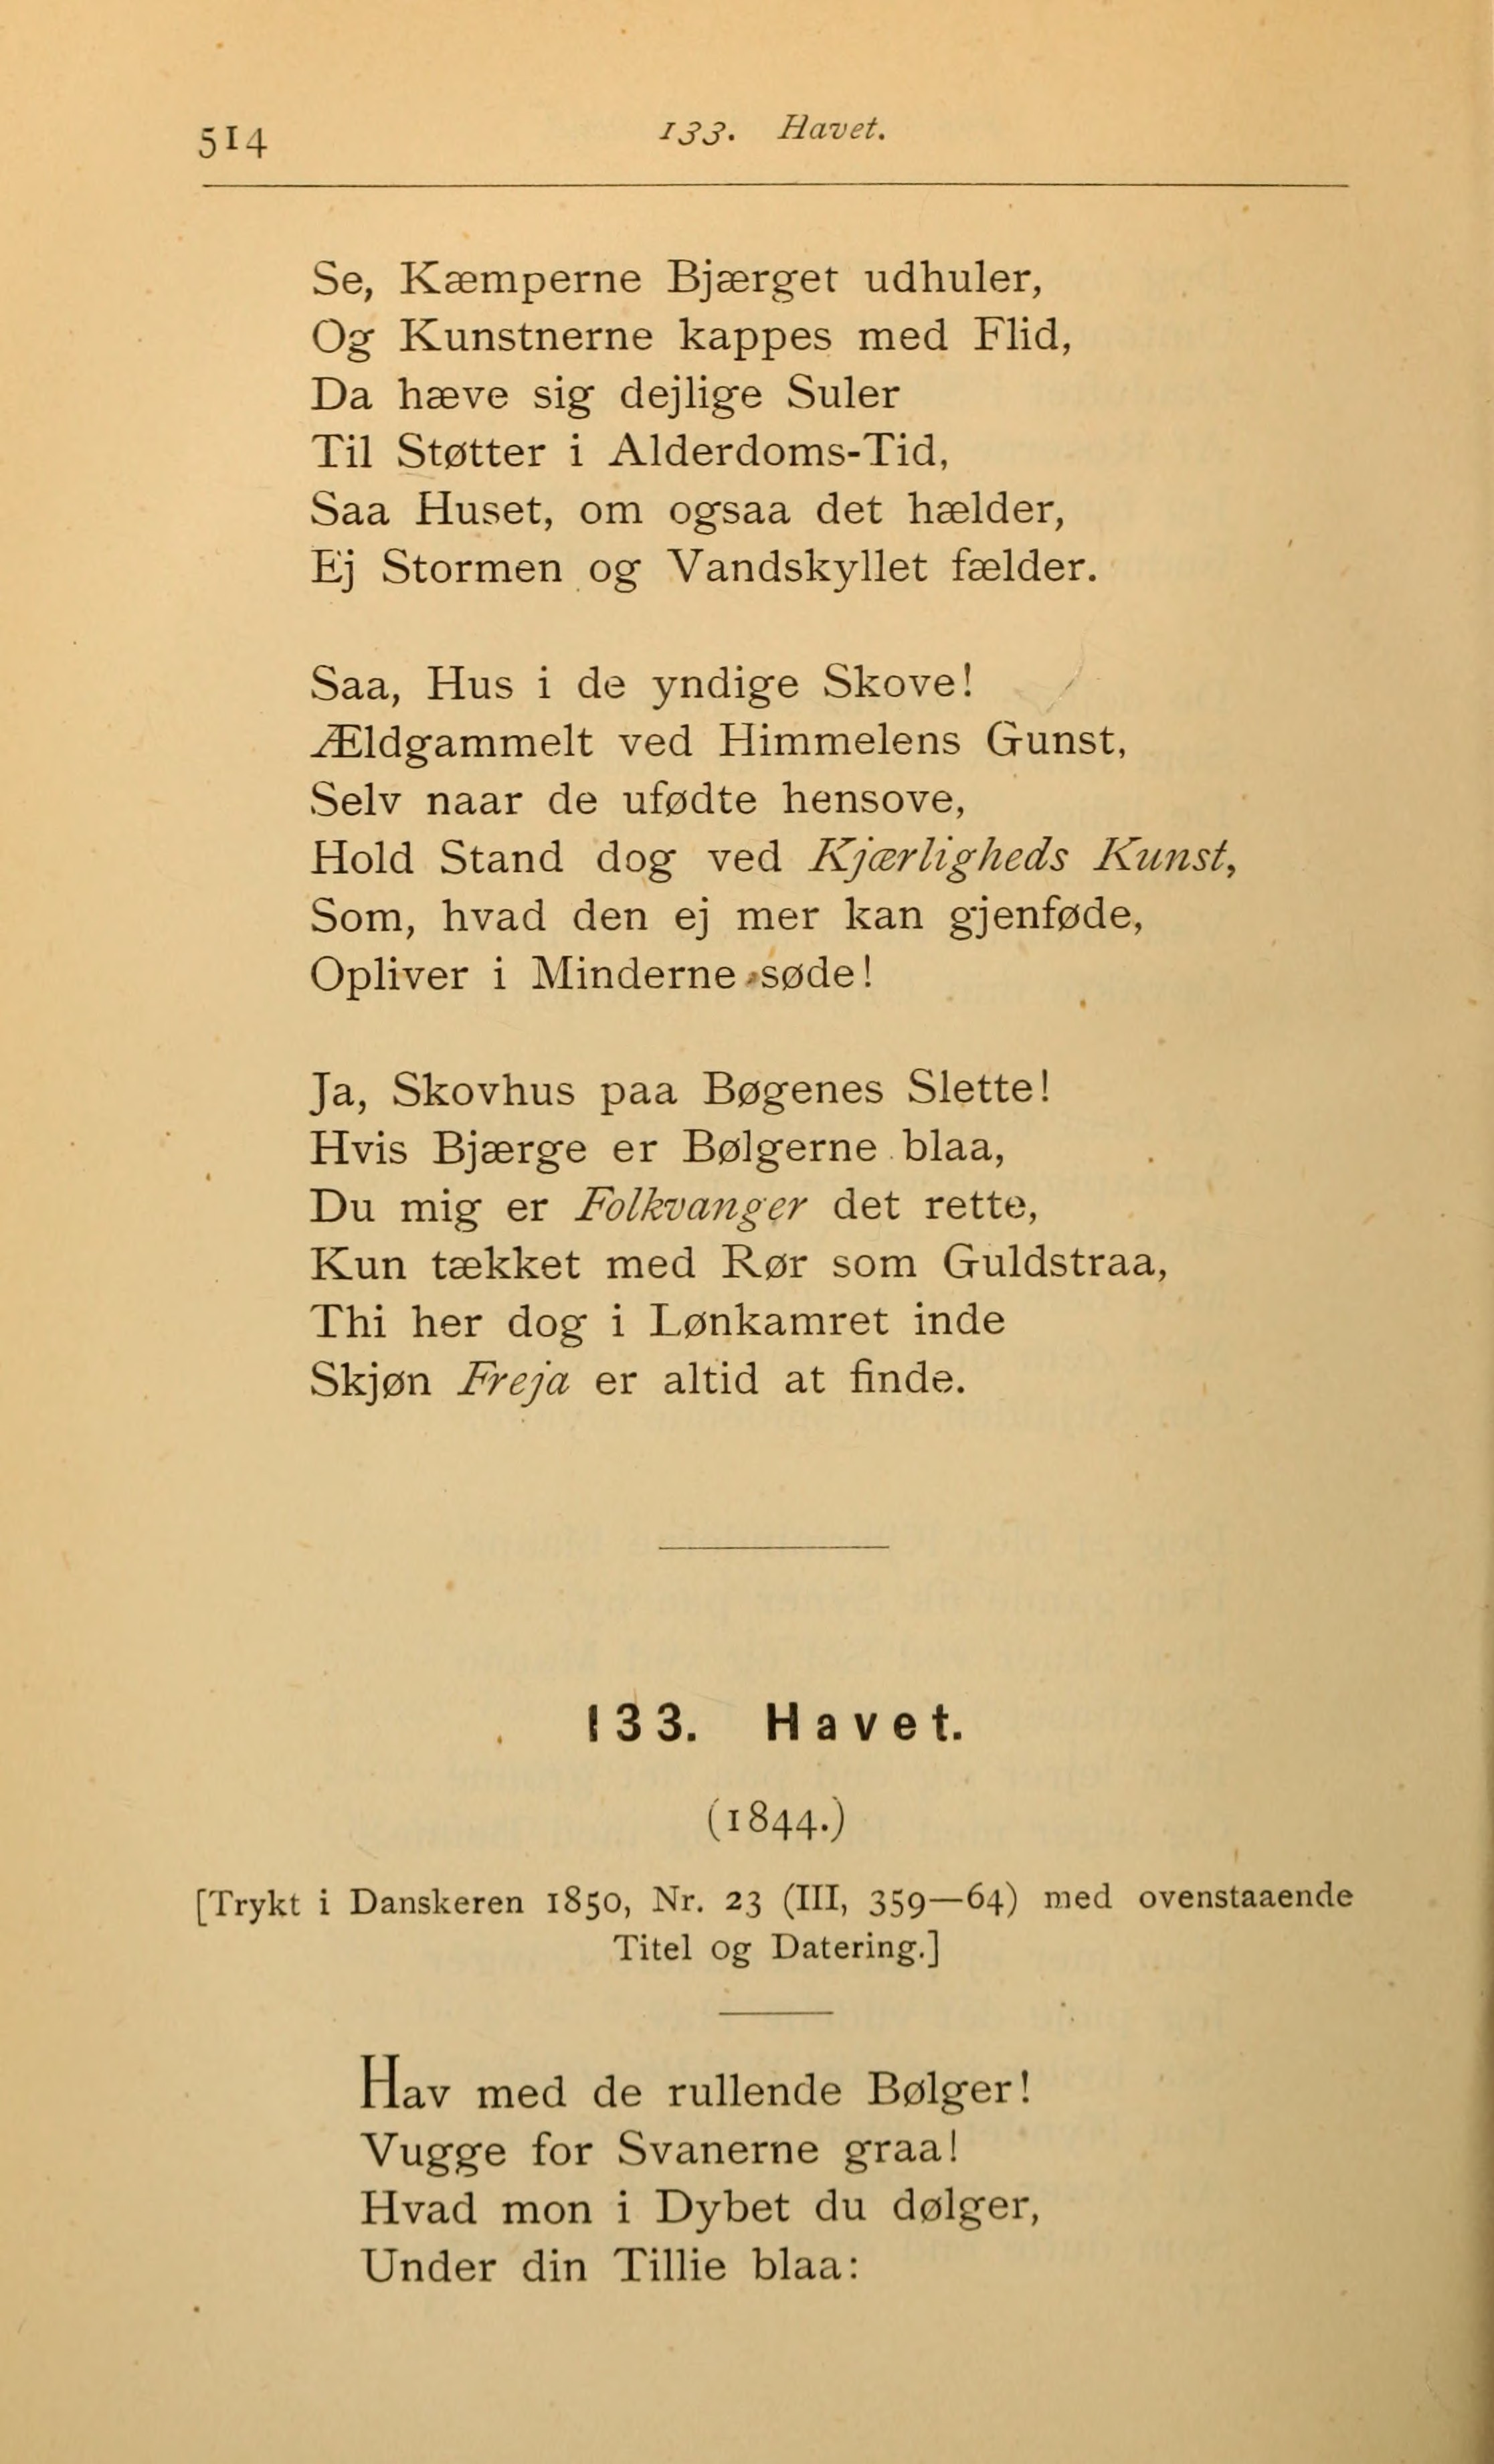 514
133. Havet.
Se, Kæmperne Bjærget udhuler,
Og Kunstnerne kappes med Flid,
Da hæve sig dejlige Suler
Til Støtter i Alderdoms-Tid,
Saa Huset, om ogsaa det hælder,
Ej Stormen og Vandskyllet fælder.
Saa, Hus i de yndige Skove!
Ældgammelt ved Himmelens Gunst,
Selv naar de ufødte hensove,
Hold Stand dog ved Kjærligheds Kunst,
Som, hvad den ej mer kan gjenføde,
Opliver i Minderne søde!
Ja, Skovhus paa Bøgenes Slette!
Hvis Bjærge er Bølgerne blaa,
Du mig er Folkvanger det rette,
Kun tækket med Rør som Guldstraa,
Thi her dog i Lønkamret inde
Skjøn Freja er altid at finde.
133. Havet.
(1844.)
[Trykt i Danskeren 1850, Nr. 23 (III, 359—64) med ovenstaaende
Titel og Datering.]
Hav med de rullende Bølger!
Vugge for Svanerne graa!
Hvad mon i Dybet du dølger,
Under din Tillie blaa: